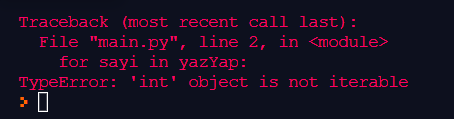 Traceback (most recent call last):
  File "main.py", line 2, in <module>
    for sayi in yazYap:
TypeError: 'int' object is not iterable
>